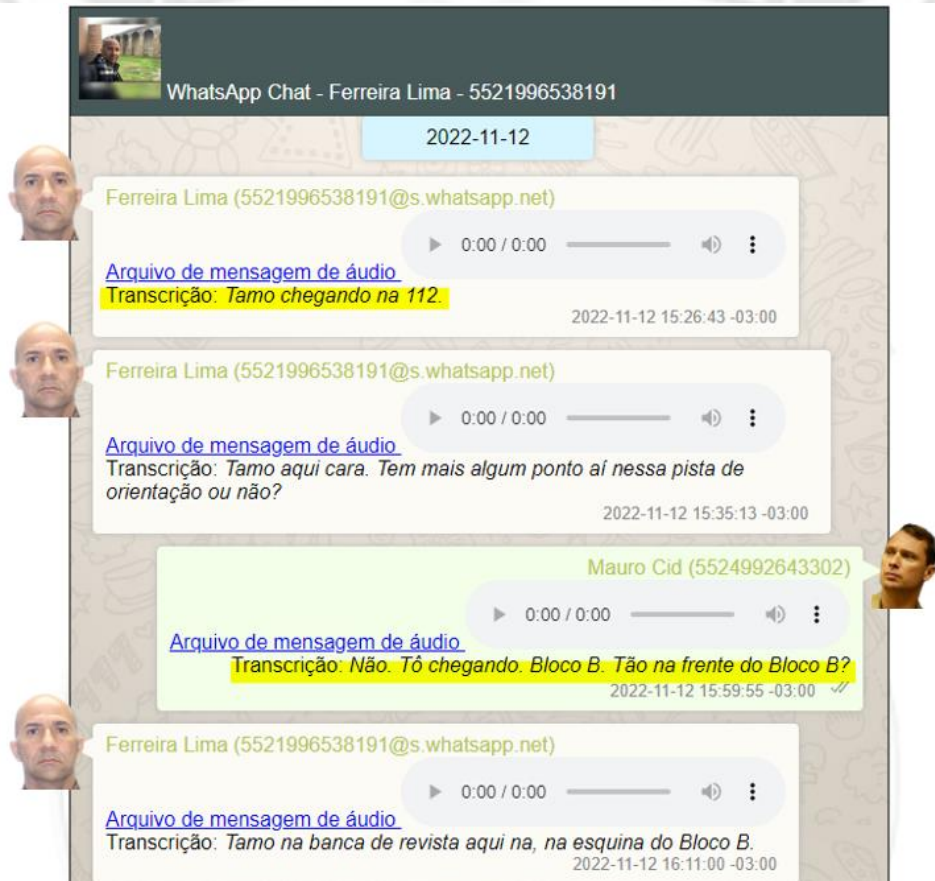 WhatsApp Chat - Ferreira Lima - 5521996538191
2022-11-12
Ferreira Lima (5521996538191@s.whatsapp.net)
0:00 / 0:00
Arquivo de mensagem de áudio
Transcrição: Tamo chegando na 112.
2022-11-12 15:26:43 -03:00
Ferreira Lima (5521996538191@s.whatsapp.net)
0:00 / 0:00
Arquivo de mensagem de áudio
Transcrição: Tamo aqui cara. Tem mais algum ponto aí nessa pista de
orientação ou não?
2022-11-12 15:35:13 -03:00
Mauro Cid (5524992643302)
0:00 / 0:00
Arquivo de mensagem de áudio
Transcrição: Não. Tô chegando. Bloco B. Tão na frente do Bloco B?
2022-11-12 15:59:55 -03:00
Ferreira Lima (5521996538191@s.whatsapp.net)
0:00 / 0:00
Arquivo de mensagem de áudio
Transcrição: Tamo na banca de revista aqui na, na esquina do Bloco B.
2022-11-12 16:11:00 -03:00